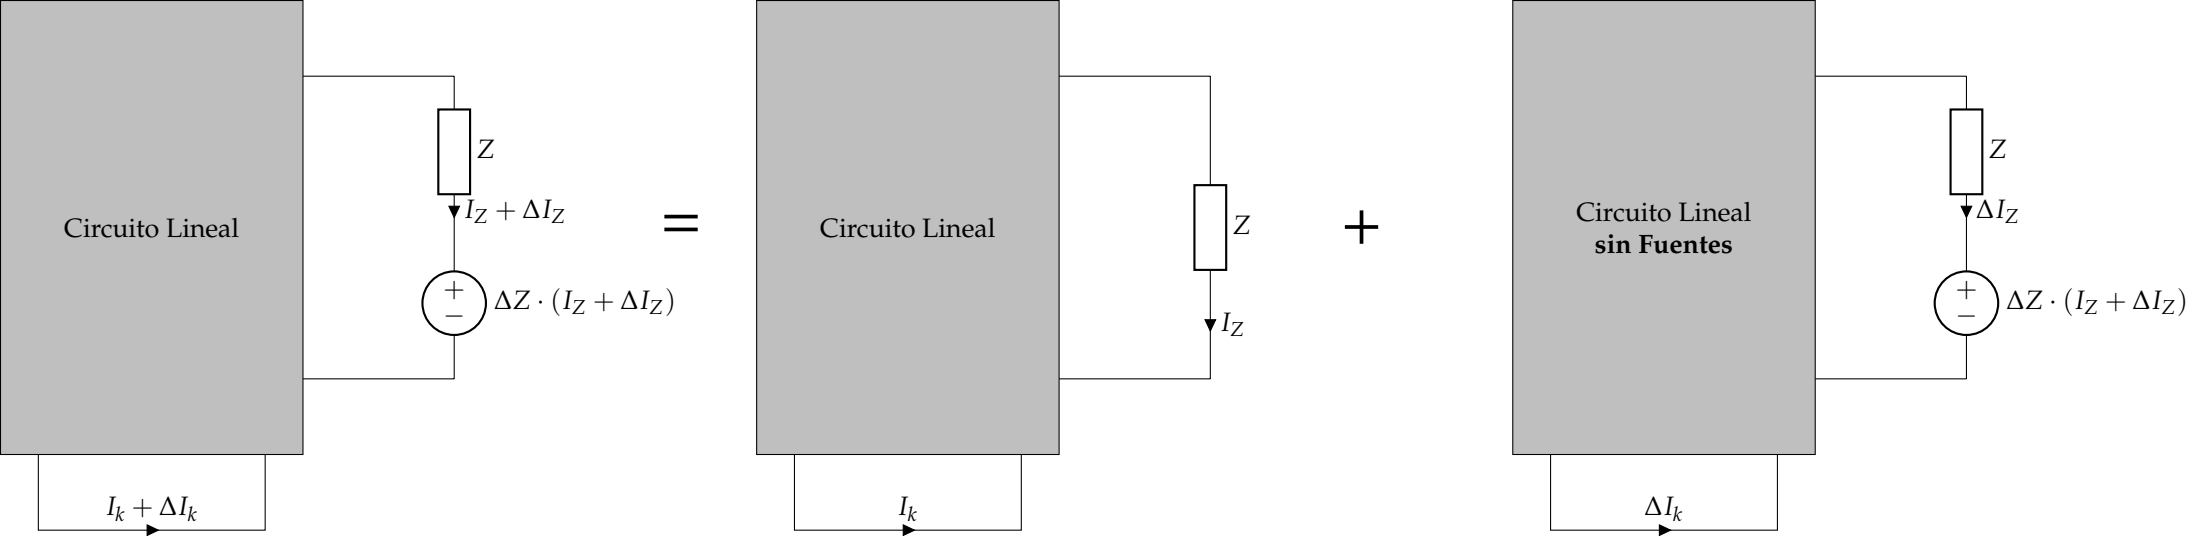 Circuito Lineal
Z
I_Z + ΔI_Z
+
−
ΔZ · (I_Z + ΔI_Z)
I_k + ΔI_k
=
Circuito Lineal
Z
I_Z
I_k
+
Circuito Lineal
sin Fuentes
Z
ΔI_Z
+
−
ΔZ · (I_Z + ΔI_Z)
ΔI_k